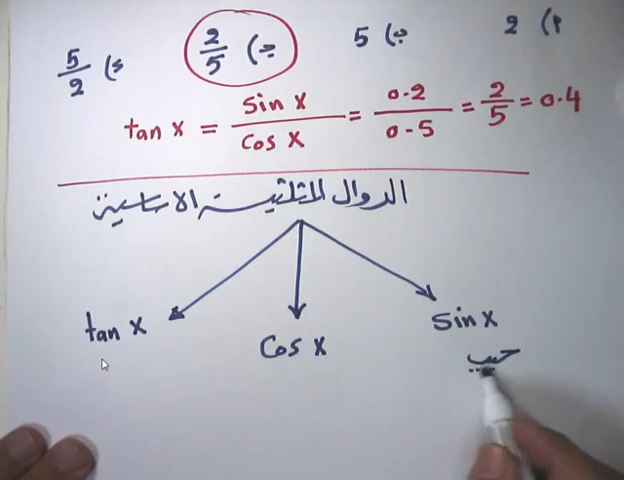 أ) 2 ب) 5 ج) 2/5 د) 5/2
tan x = sin x / cos x = 0.2 / 0.5 = 2/5 = 0.4
الدوال المثلثية الاساسية
sin x cos x tan x
جيب